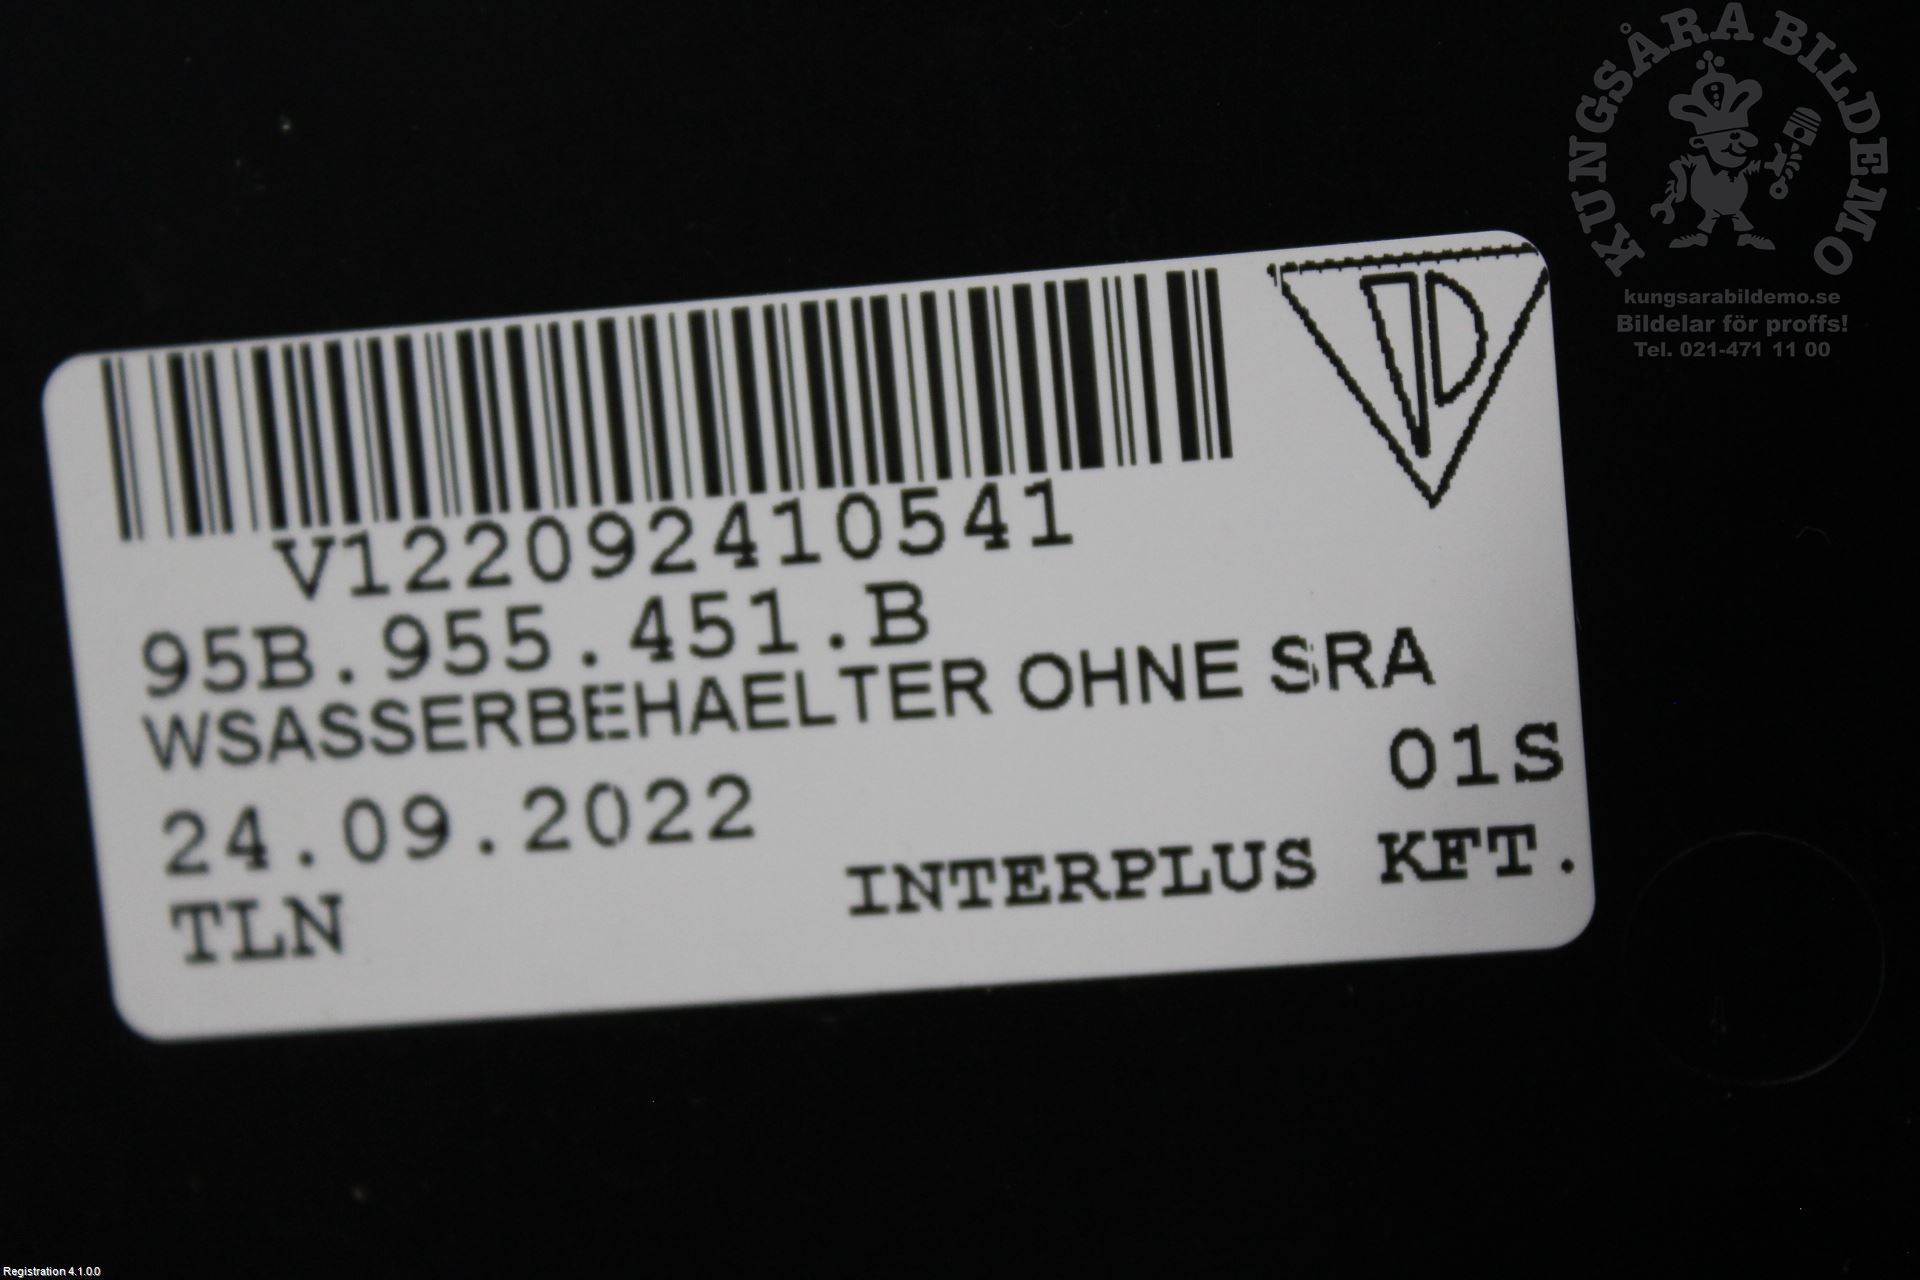 KUNGSÅRA BILDEMO
kungsarabildemo.se
Bildelar för proffs!
Tel. 021-471 11 00
V122092410541
95B.955.451.B
WSASSERBEHAELTER OHNE SRA
01S
24.09.2022
INTERPLUS KFT.
TLN
Registration 4.1.0.0